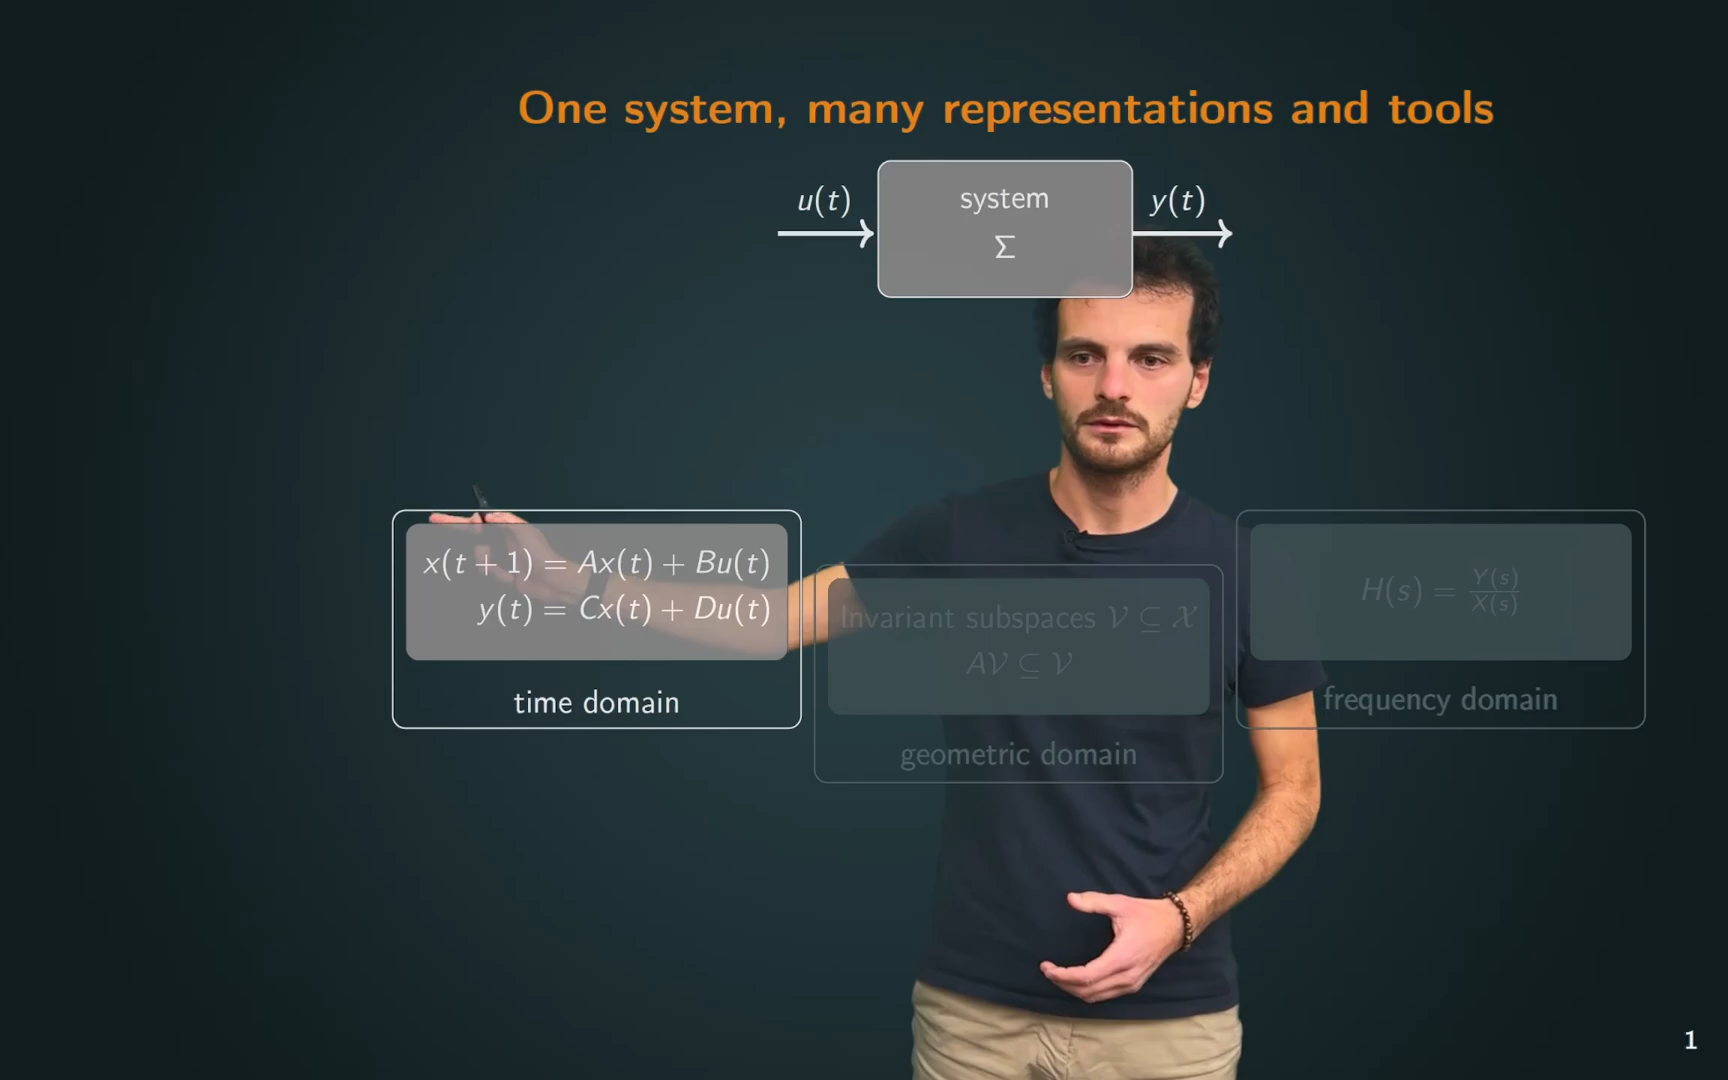 One system, many representations and tools
u(t)
system
y(t)
Σ
x(t + 1) = Ax(t) + Bu(t)
y(t) = Cx(t) + Du(t)
time domain
Invariant subspaces 𝒱 ⊆ 𝒳
A𝒱 ⊆ 𝒱
geometric domain
H(s) = Y(s)/X(s)
frequency domain
1